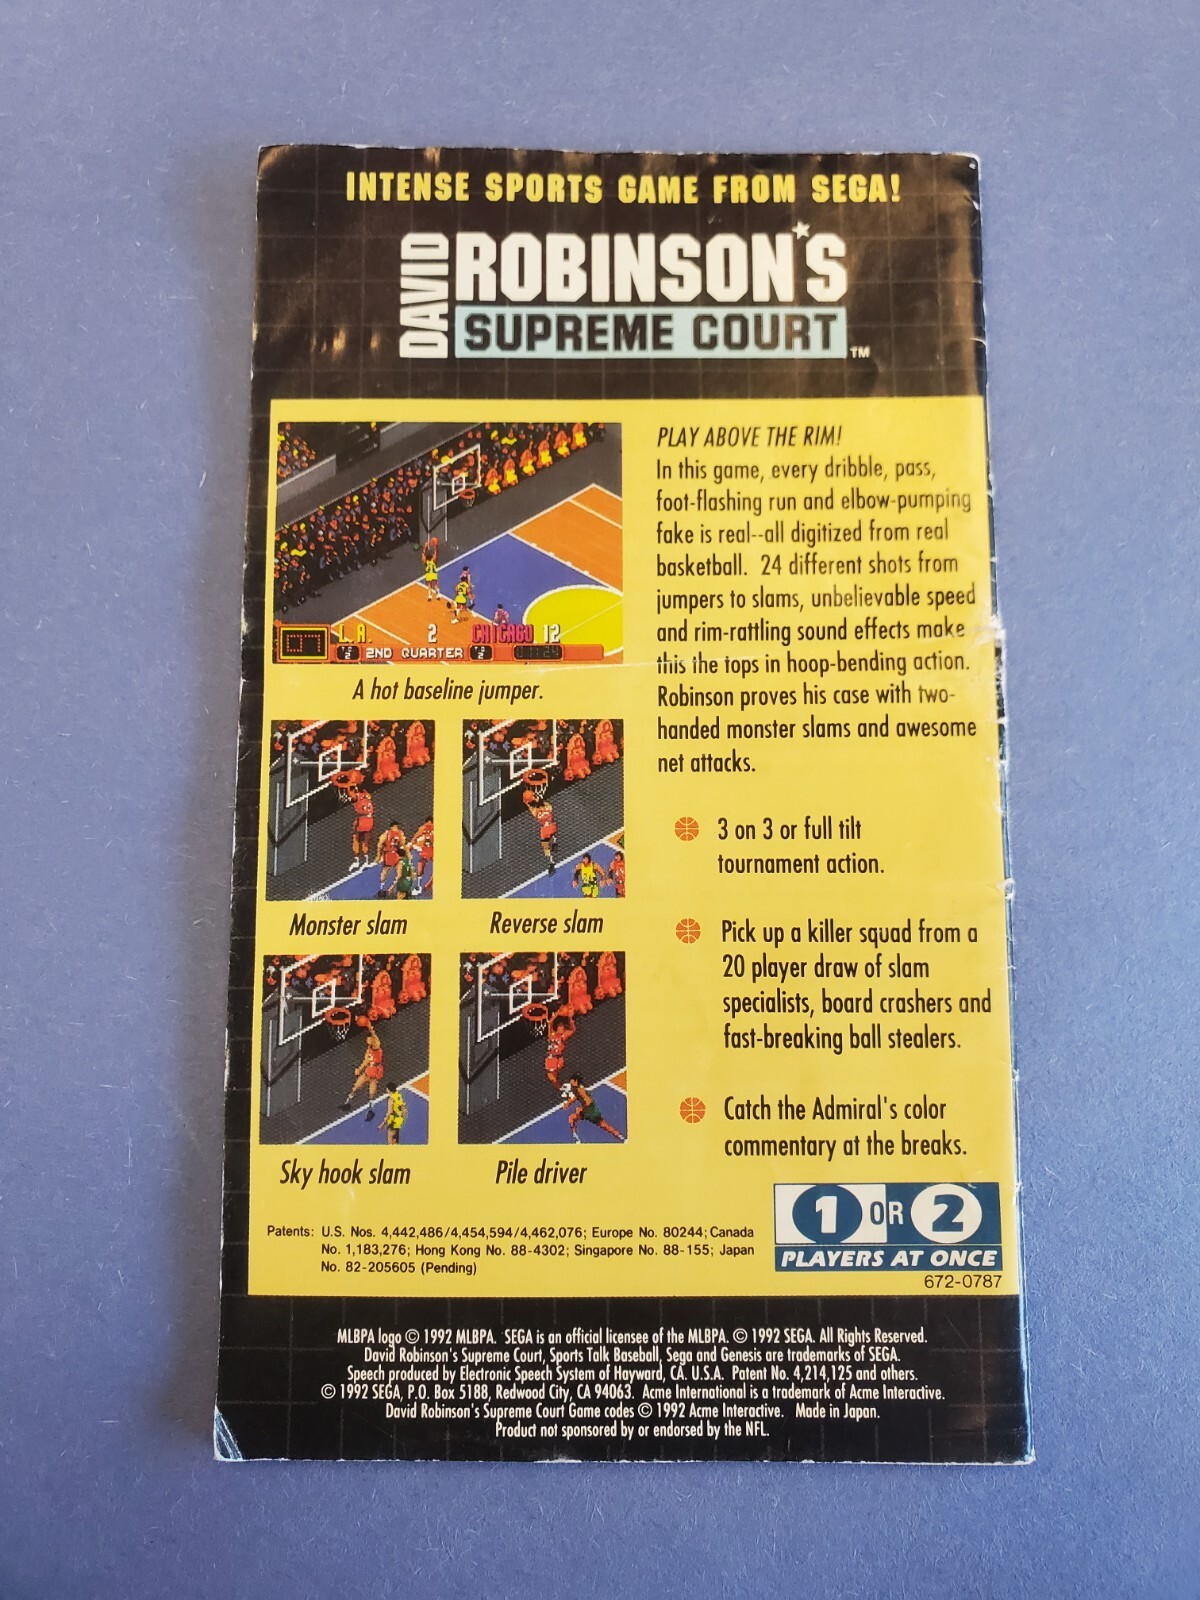 INTENSE SPORTS GAME FROM SEGA!
DAVID
ROBINSON'S
SUPREME COURT™
L.A. 2 CHICAGO 12
2ND QUARTER
A hot baseline jumper.
Monster slam
Reverse slam
Sky hook slam
Pile driver
PLAY ABOVE THE RIM!
In this game, every dribble, pass,
foot-flashing run and elbow-pumping
fake is real--all digitized from real
basketball. 24 different shots from
jumpers to slams, unbelievable speed
and rim-rattling sound effects make
this the tops in hoop-bending action.
Robinson proves his case with two-
handed monster slams and awesome
net attacks.
3 on 3 or full tilt
tournament action.
Pick up a killer squad from a
20 player draw of slam
specialists, board crashers and
fast-breaking ball stealers.
Catch the Admiral's color
commentary at the breaks.
Patents: U.S. Nos. 4,442,486/4,454,594/4,462,076; Europe No. 80244; Canada
No. 1,183,276; Hong Kong No. 88-4302; Singapore No. 88-155; Japan
No. 82-205605 (Pending)
1 OR 2
PLAYERS AT ONCE
672-0787
MLBPA logo © 1992 MLBPA. SEGA is an official licensee of the MLBPA. © 1992 SEGA. All Rights Reserved.
David Robinson's Supreme Court, Sports Talk Baseball, Sega and Genesis are trademarks of SEGA.
Speech produced by Electronic Speech System of Hayward, CA. U.S.A. Patent No. 4,214,125 and others.
© 1992 SEGA, P.O. Box 5188, Redwood City, CA 94063. Acme International is a trademark of Acme Interactive.
David Robinson's Supreme Court Game codes © 1992 Acme Interactive. Made in Japan.
Product not sponsored by or endorsed by the NFL.